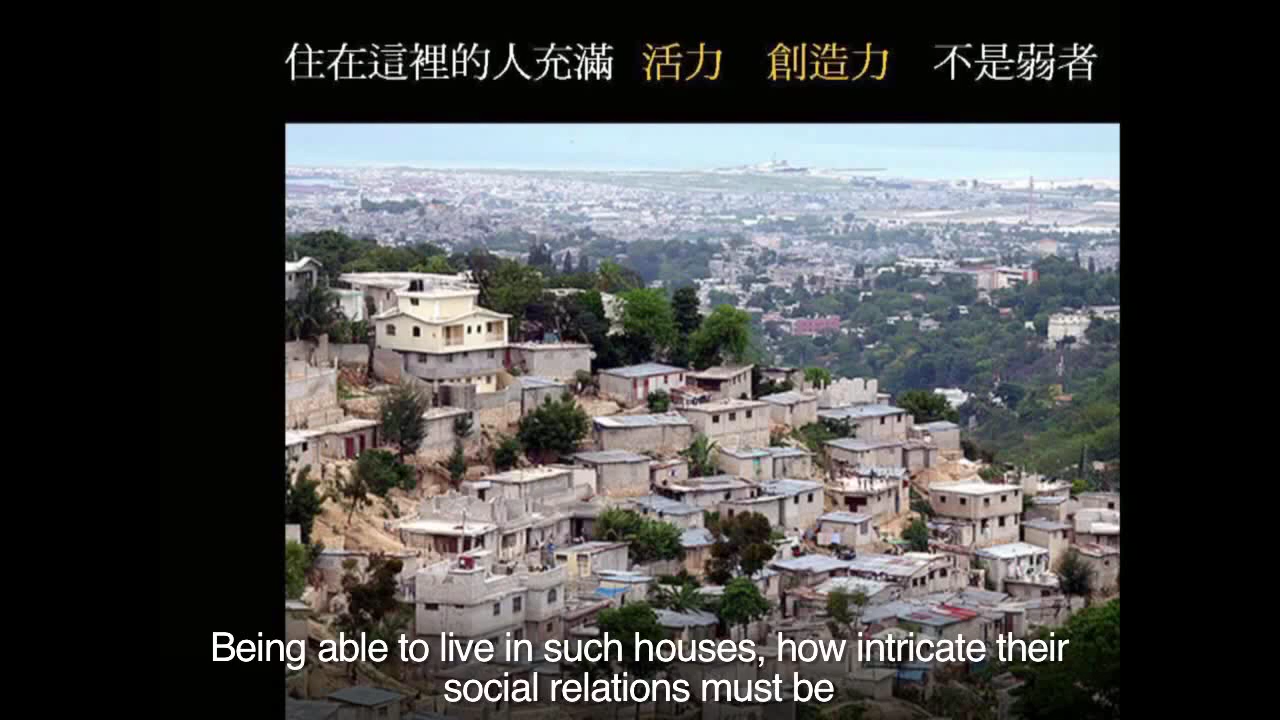 住在這裡的人充滿 活力 創造力 不是弱者
Being able to live in such houses, how intricate their
social relations must be